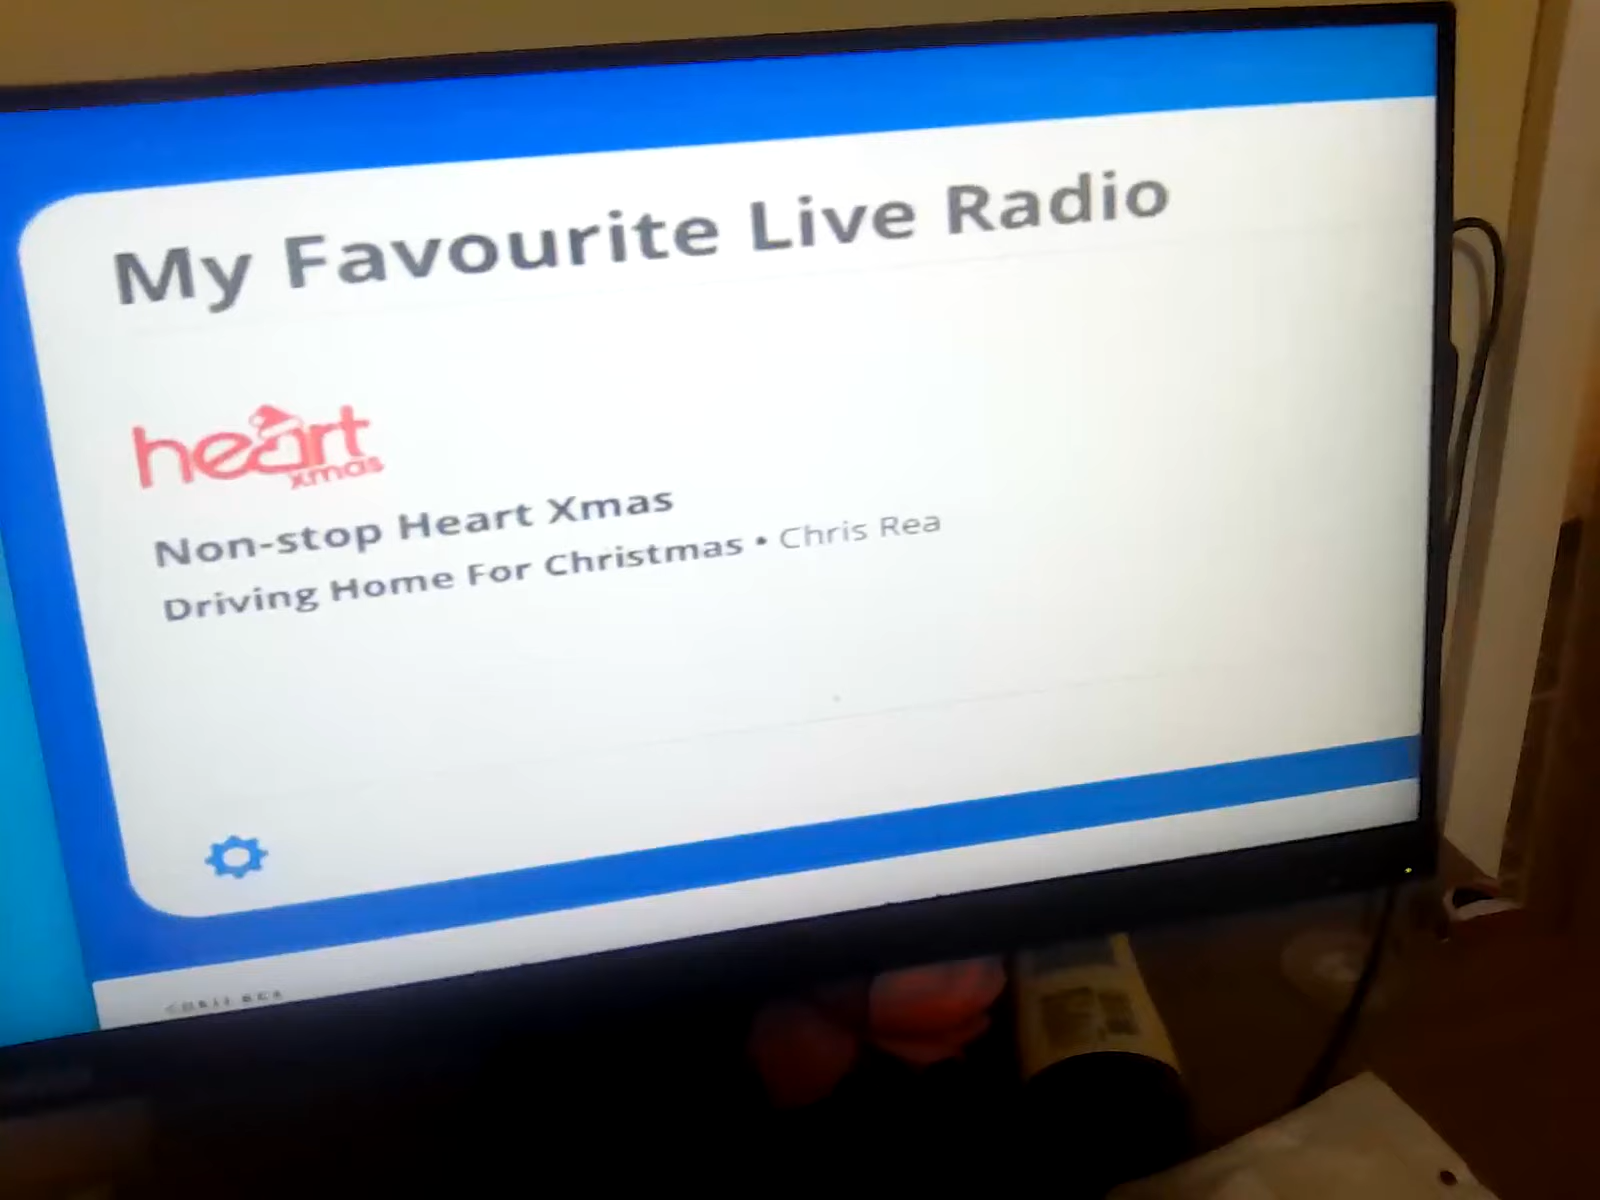 My Favourite Live Radio
heart
xmas
Non-stop Heart Xmas
Driving Home For Christmas • Chris Rea